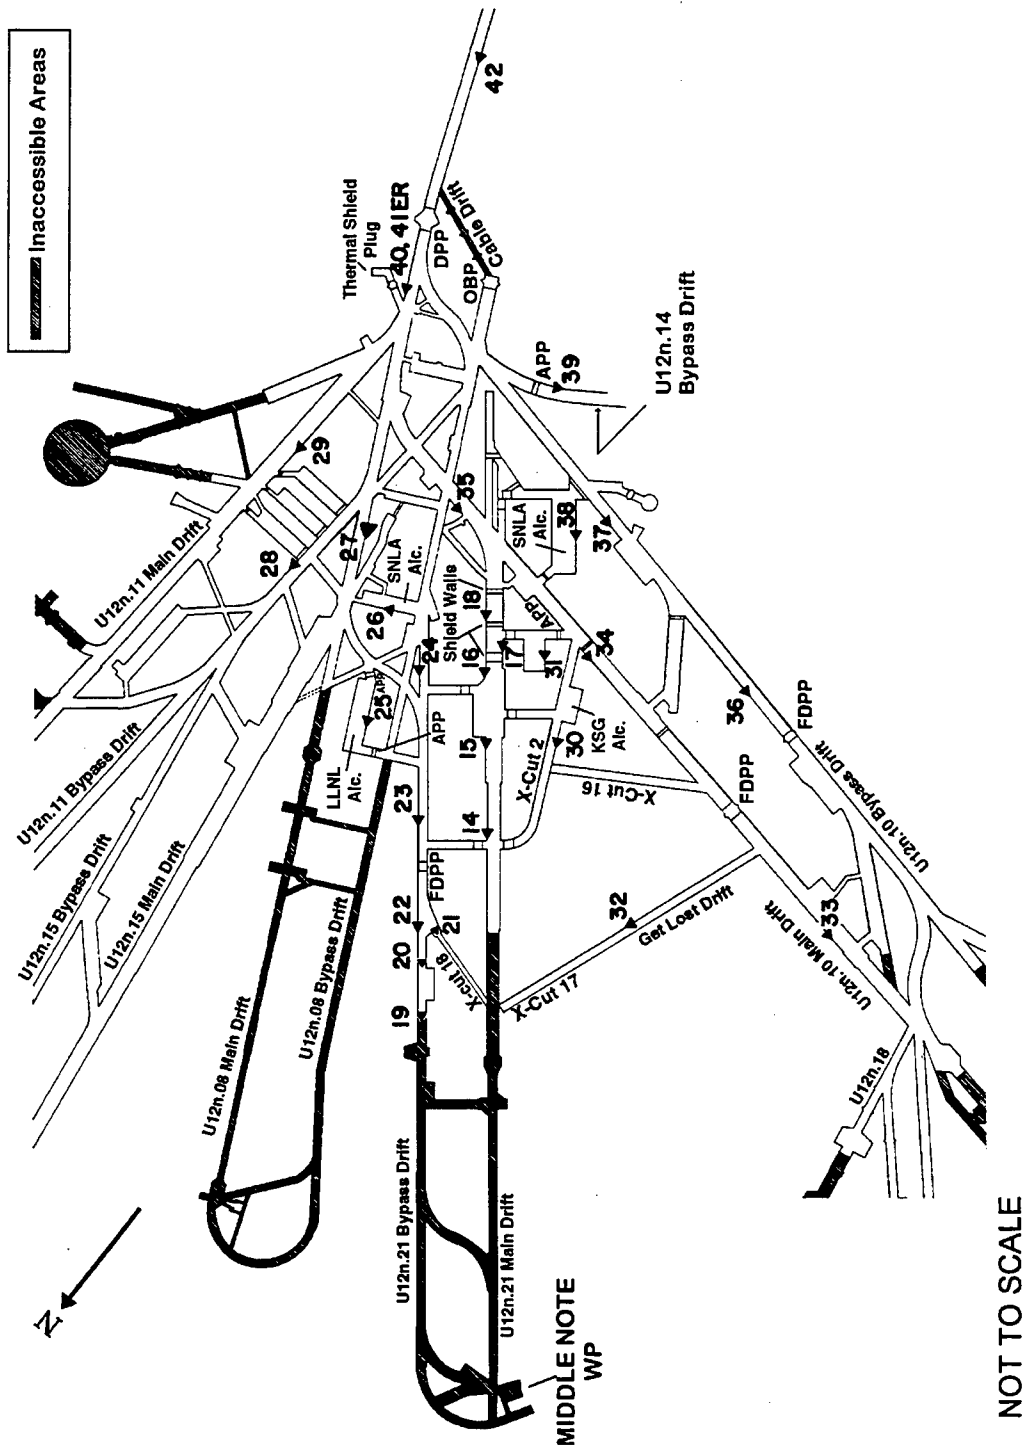 Inaccessible Areas
42
Thermal Shield
Plug
40, 41ER
DPP
OBP
Cable Drift
APP
39
U12n.14
Bypass Drift
29
28
27
U12n.11 Main Drift
SNLA
Alc.
26
35
SNLA
Alc.
38
37
Shield Walls
18
24
16
17
APP
31
34
25
APP
APP
LLNL
Alc.
15
30
KSG
Alc.
X-Cut 2
X-Cut 16
36
FDPP
FDPP
U12n.11 Bypass Drift
U12n.15 Bypass Drift
U12n.15 Main Drift
23
14
FDPP
22
21
20
X-cut 18
19
32
Get Lost Drift
X-Cut 17
33
U12n.10 Main Drift
U12n.10 Bypass Drift
U12n.08 Main Drift
U12n.08 Bypass Drift
U12n.18
U12n.21 Bypass Drift
U12n.21 Main Drift
N
MIDDLE NOTE
WP
NOT TO SCALE